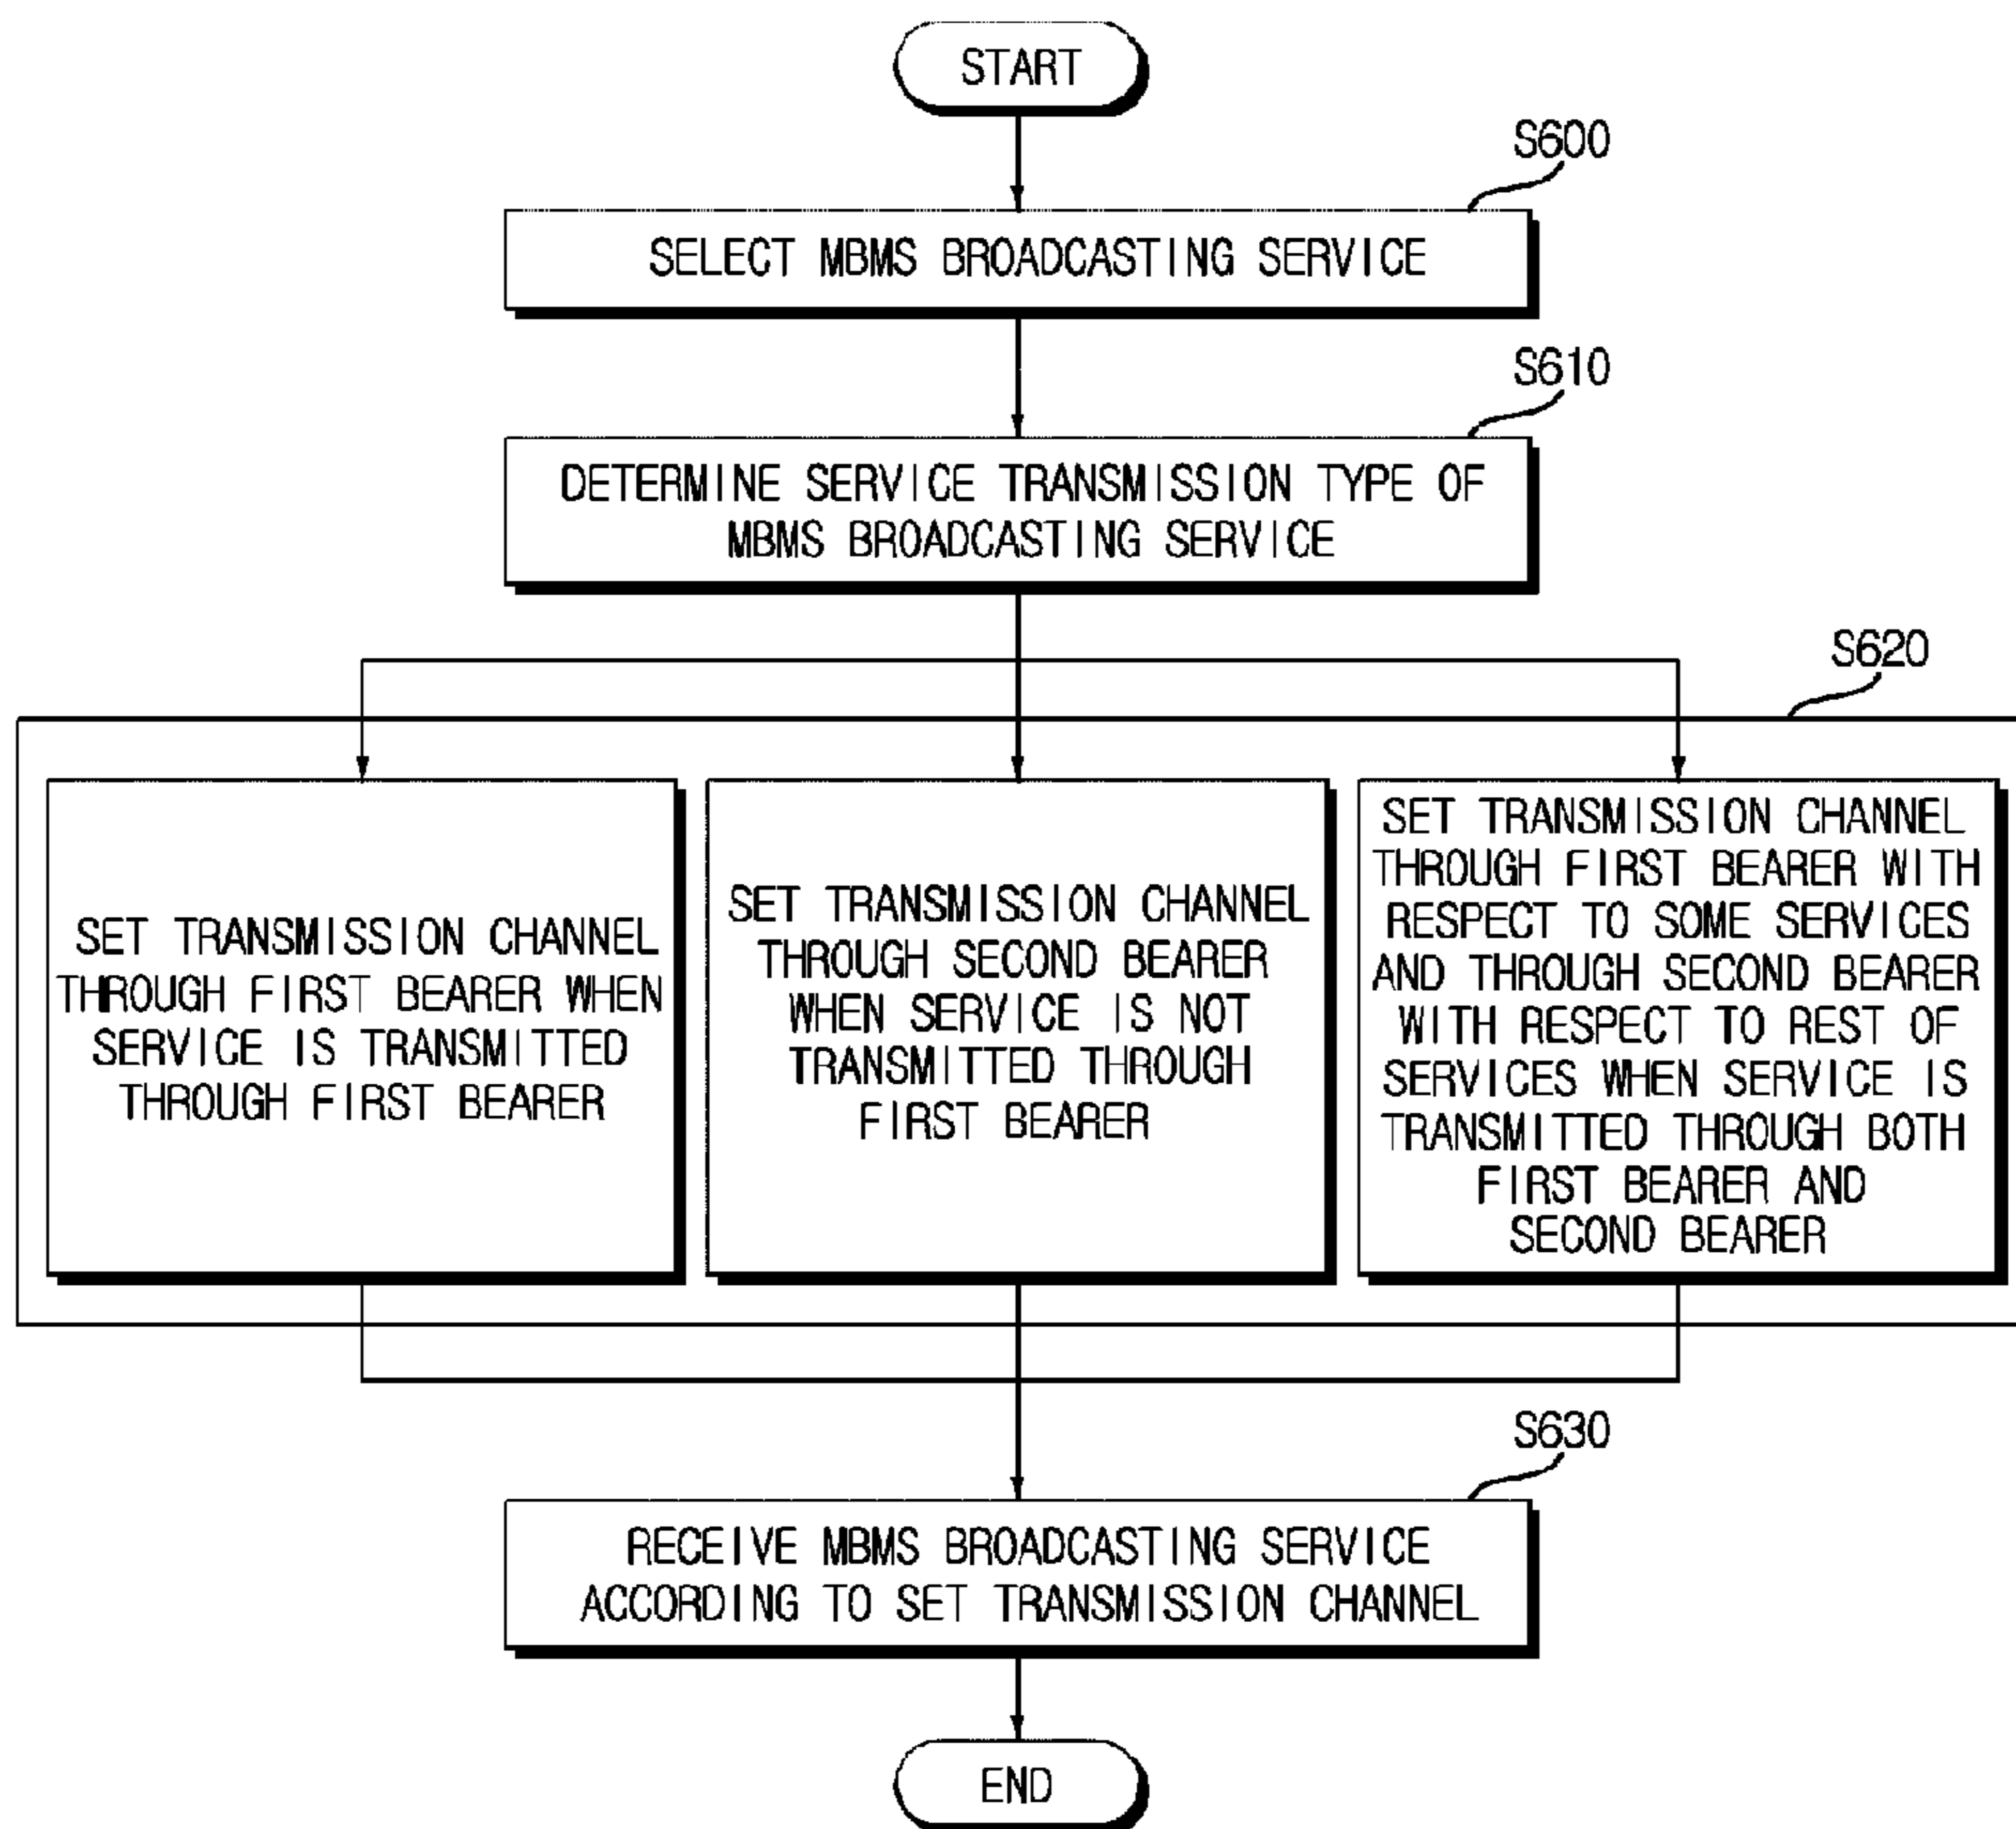 START
S600
SELECT MBMS BROADCASTING SERVICE
S610
DETERMINE SERVICE TRANSMISSION TYPE OF
MBMS BROADCASTING SERVICE
S620
SET TRANSMISSION CHANNEL
THROUGH FIRST BEARER WHEN
SERVICE IS TRANSMITTED
THROUGH FIRST BEARER
SET TRANSMISSION CHANNEL
THROUGH SECOND BEARER
WHEN SERVICE IS NOT
TRANSMITTED THROUGH
FIRST BEARER
SET TRANSMISSION CHANNEL
THROUGH FIRST BEARER WITH
RESPECT TO SOME SERVICES
AND THROUGH SECOND BEARER
WITH RESPECT TO REST OF
SERVICES WHEN SERVICE IS
TRANSMITTED THROUGH BOTH
FIRST BEARER AND
SECOND BEARER
S630
RECEIVE MBMS BROADCASTING SERVICE
ACCORDING TO SET TRANSMISSION CHANNEL
END